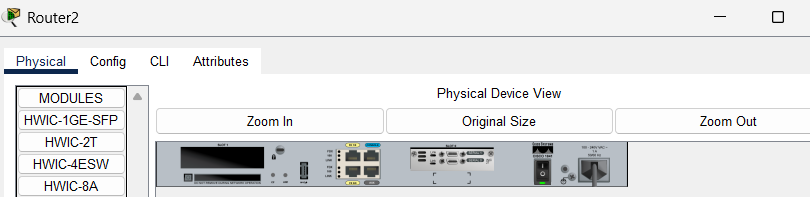 Router2
Physical Config CLI Attributes
MODULES
HWIC-1GE-SFP
HWIC-2T
HWIC-4ESW
HWIC-8A
Physical Device View
Zoom In Original Size Zoom Out